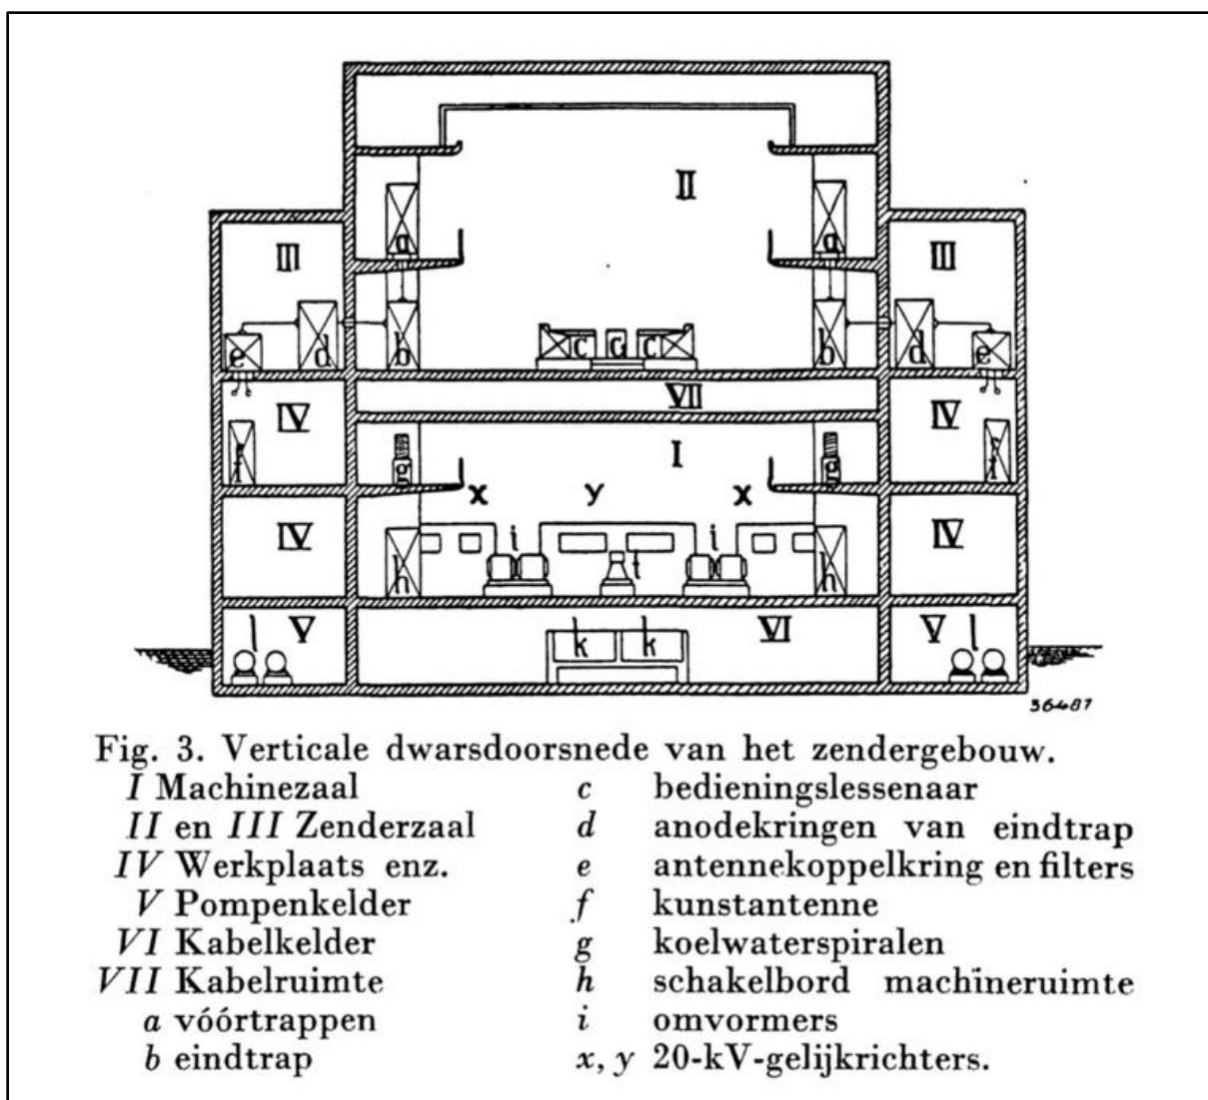 II
a a
III III
e d b c c b d e
VII
IV IV
I
f g g f
x y x
IV IV
i i
h t h
l V k k VI V l
36487
Fig. 3. Verticale dwarsdoorsnede van het zendergebouw.
I Machinezaal c bedieningslessenaar
II en III Zenderzaal d anodekringen van eindtrap
IV Werkplaats enz. e antennekoppelkring en filters
V Pompenkelder f kunstantenne
VI Kabelkelder g koelwaterspiralen
VII Kabelruimte h schakelbord machineruimte
a vóórtrappen i omvormers
b eindtrap x, y 20-kV-gelijkrichters.